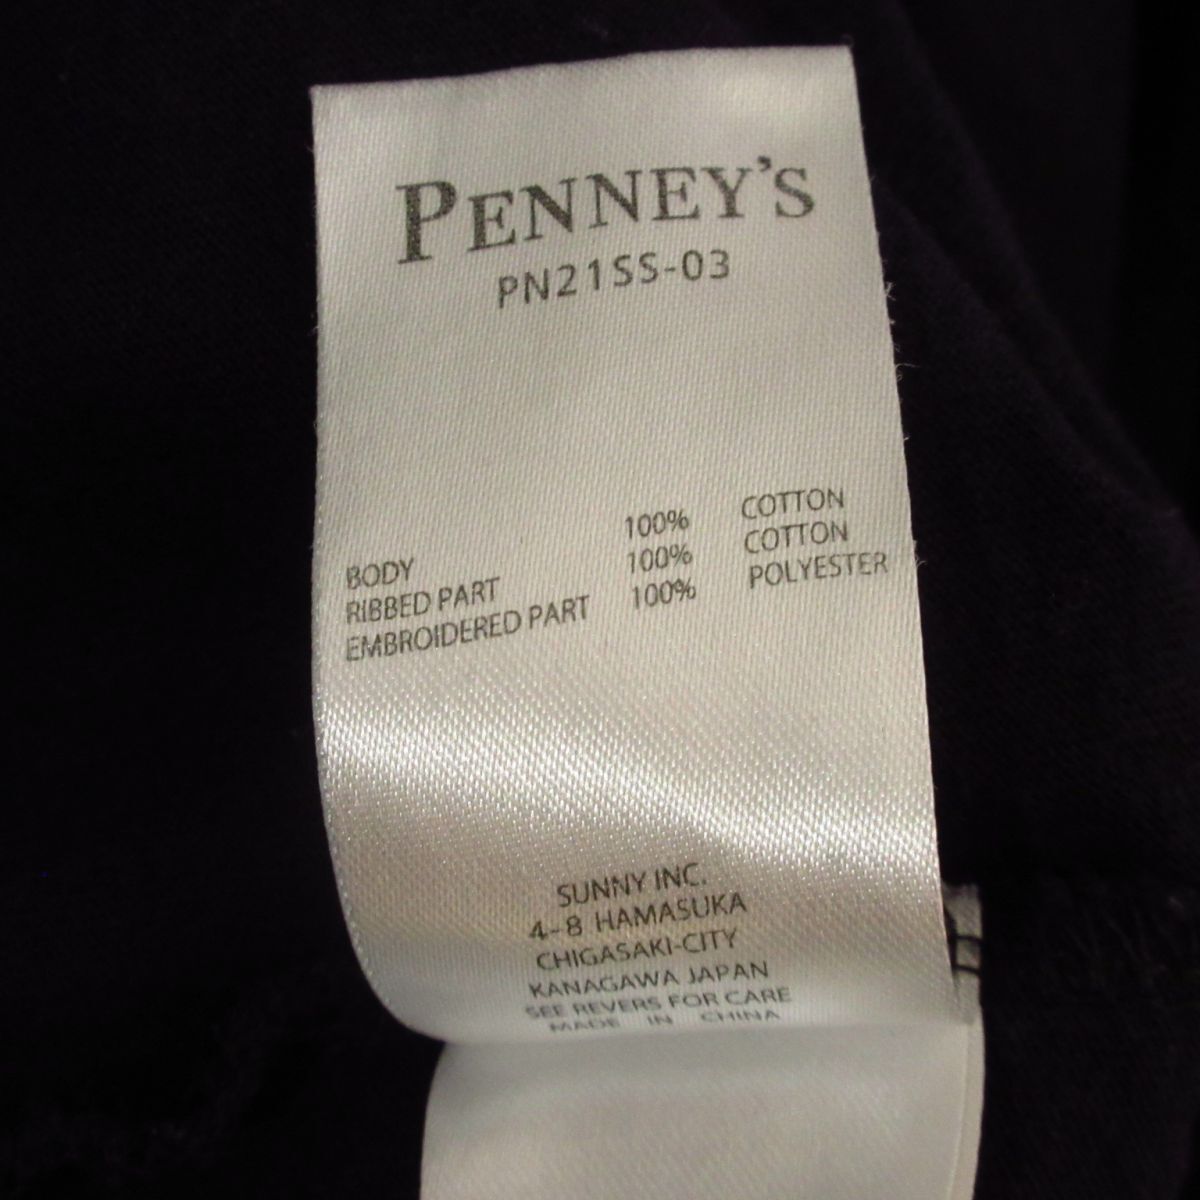 PENNEY'S
PN21SS-03
BODY 100% COTTON
RIBBED PART 100% COTTON
EMBROIDERED PART 100% POLYESTER
SUNNY INC.
4-8 HAMASUKA
CHIGASAKI-CITY
KANAGAWA JAPAN
SEE REVERS FOR CARE
MADE IN CHINA